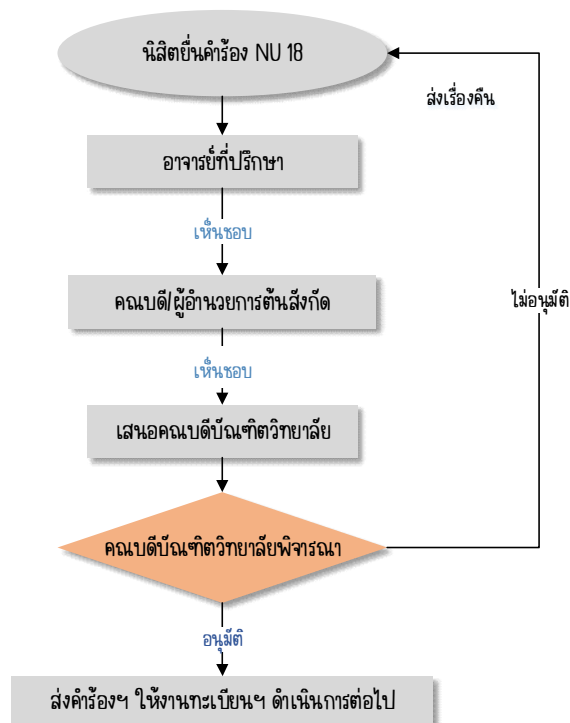 นิสิตยื่นคำร้อง NU 18
ส่งเรื่องคืน
อาจารย์ที่ปรึกษา
เห็นชอบ
คณบดี/ผู้อำนวยการต้นสังกัด
ไม่อนุมัติ
เห็นชอบ
เสนอคณบดีบัณฑิตวิทยาลัย
คณบดีบัณฑิตวิทยาลัยพิจารณา
อนุมัติ
ส่งคำร้องฯ ให้งานทะเบียนฯ ดำเนินการต่อไป